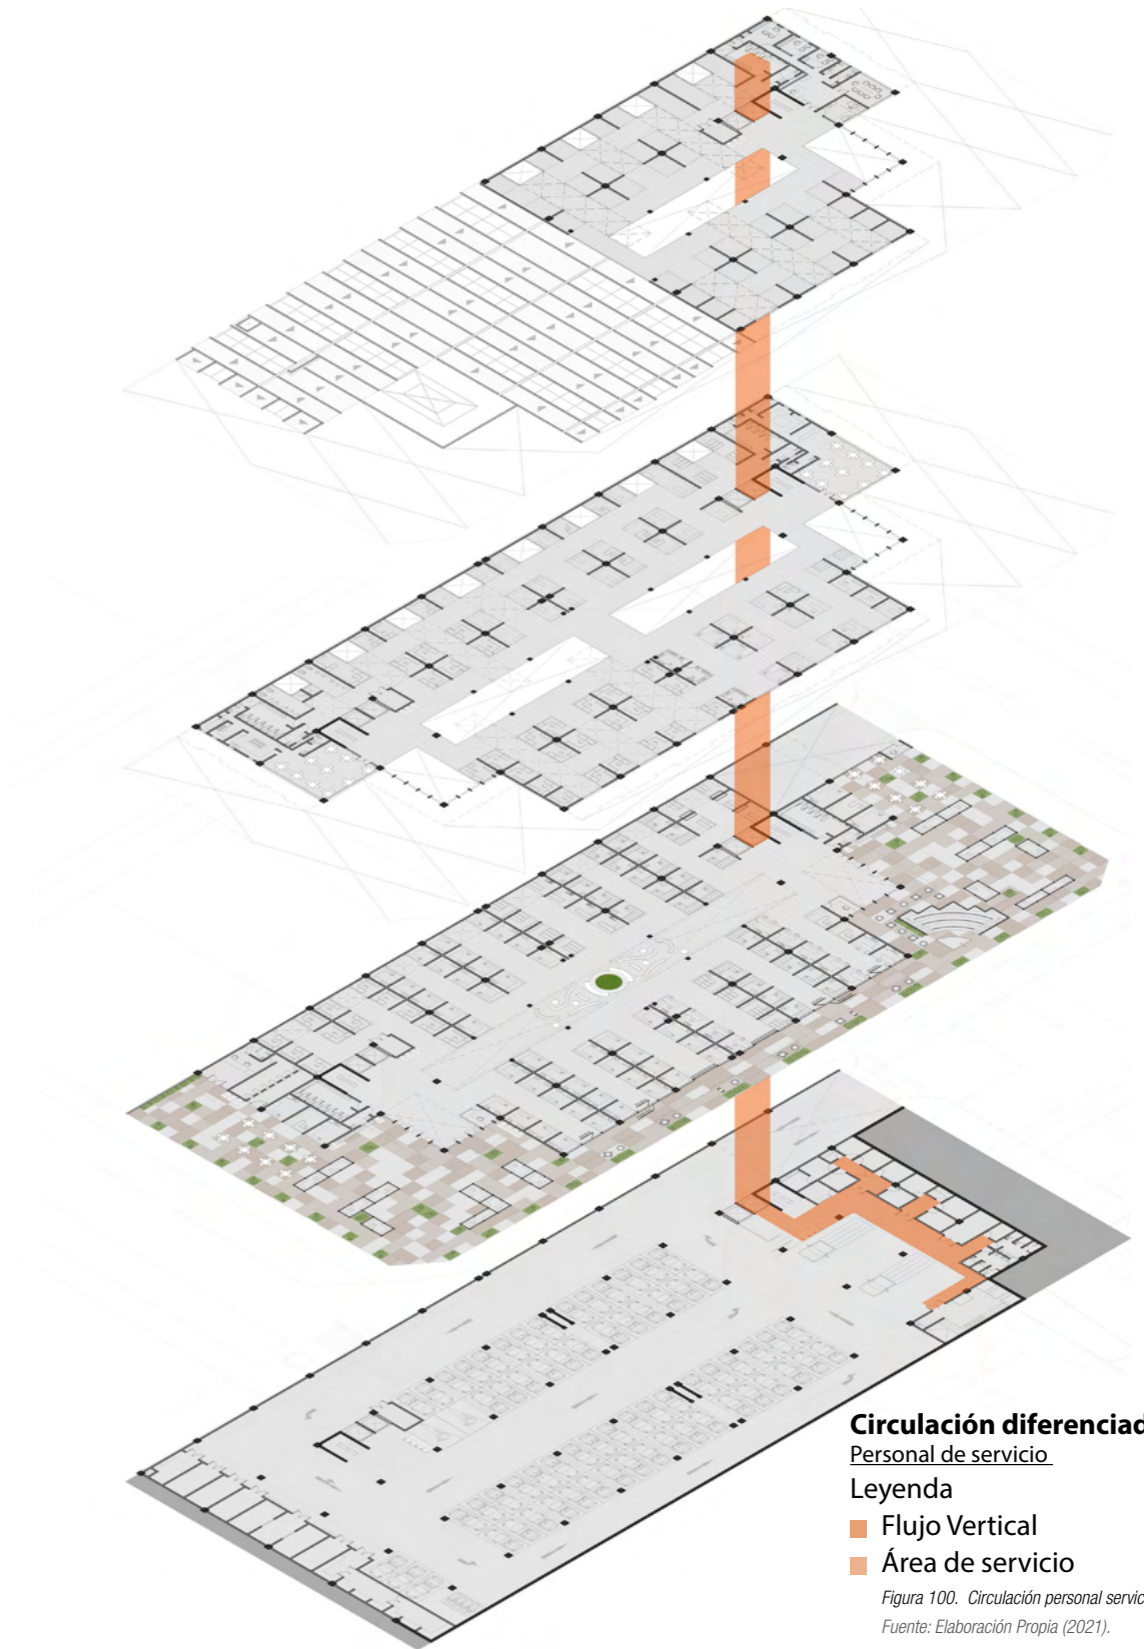 Circulación diferenciad
Personal de servicio
Leyenda
Flujo Vertical
Área de servicio
Figura 100. Circulación personal servic
Fuente: Elaboración Propia (2021).